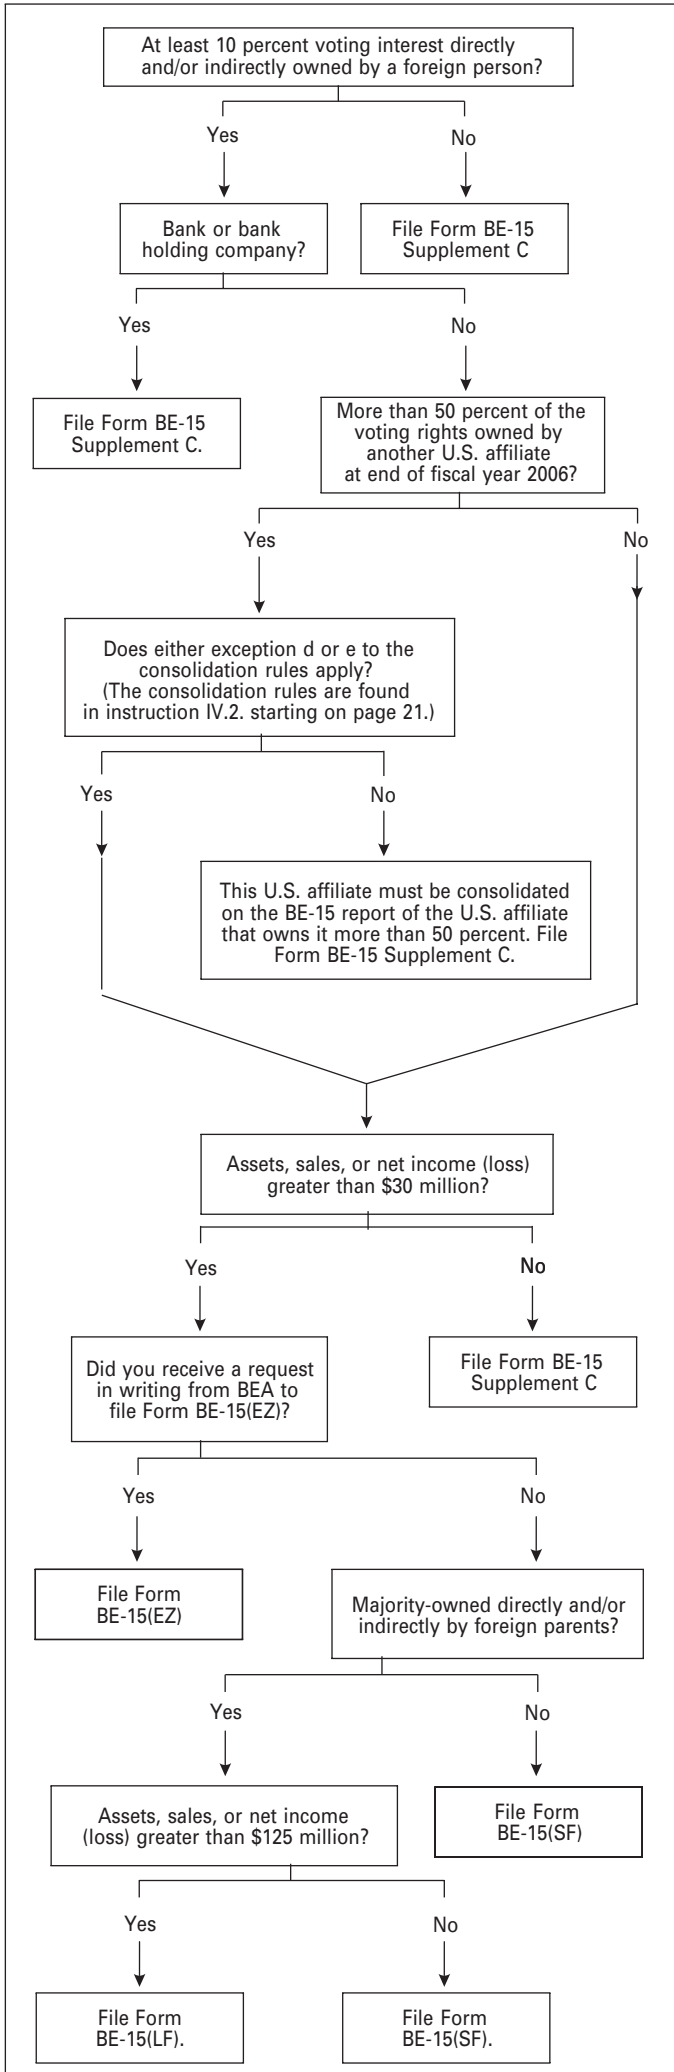 At least 10 percent voting interest directly
and/or indirectly owned by a foreign person?
Yes
No
Bank or bank
holding company?
File Form BE-15
Supplement C
Yes
No
File Form BE-15
Supplement C.
More than 50 percent of the
voting rights owned by
another U.S. affiliate
at end of fiscal year 2006?
Yes
No
Does either exception d or e to the
consolidation rules apply?
(The consolidation rules are found
in instruction IV.2. starting on page 21.)
Yes
No
This U.S. affiliate must be consolidated
on the BE-15 report of the U.S. affiliate
that owns it more than 50 percent. File
Form BE-15 Supplement C.
Assets, sales, or net income (loss)
greater than $30 million?
Yes
No
Did you receive a request
in writing from BEA to
file Form BE-15(EZ)?
File Form BE-15
Supplement C
Yes
No
File Form
BE-15(EZ)
Majority-owned directly and/or
indirectly by foreign parents?
Yes
No
Assets, sales, or net income
(loss) greater than $125 million?
File Form
BE-15(SF)
Yes
No
File Form
BE-15(LF).
File Form
BE-15(SF).